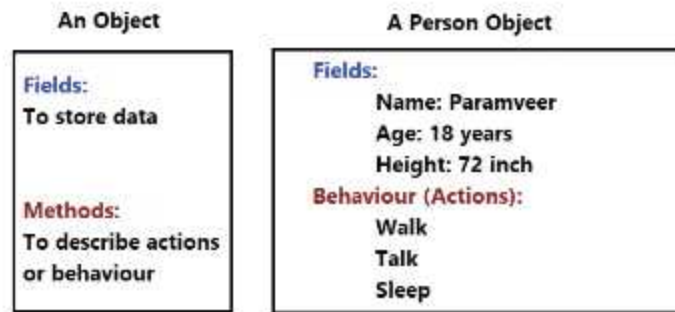 An Object
Fields:
To store data
Methods:
To describe actions
or behaviour
A Person Object
Fields:
Name: Paramveer
Age: 18 years
Height: 72 inch
Behaviour (Actions):
Walk
Talk
Sleep